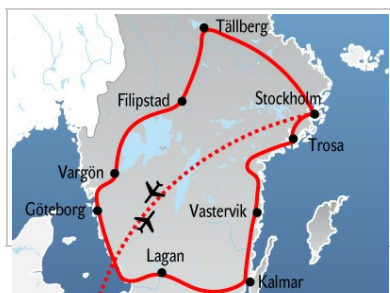 Tällberg
Filipstad
Stockholm
Trosa
Vargön
Göteborg
Vastervik
Lagan
Kalmar